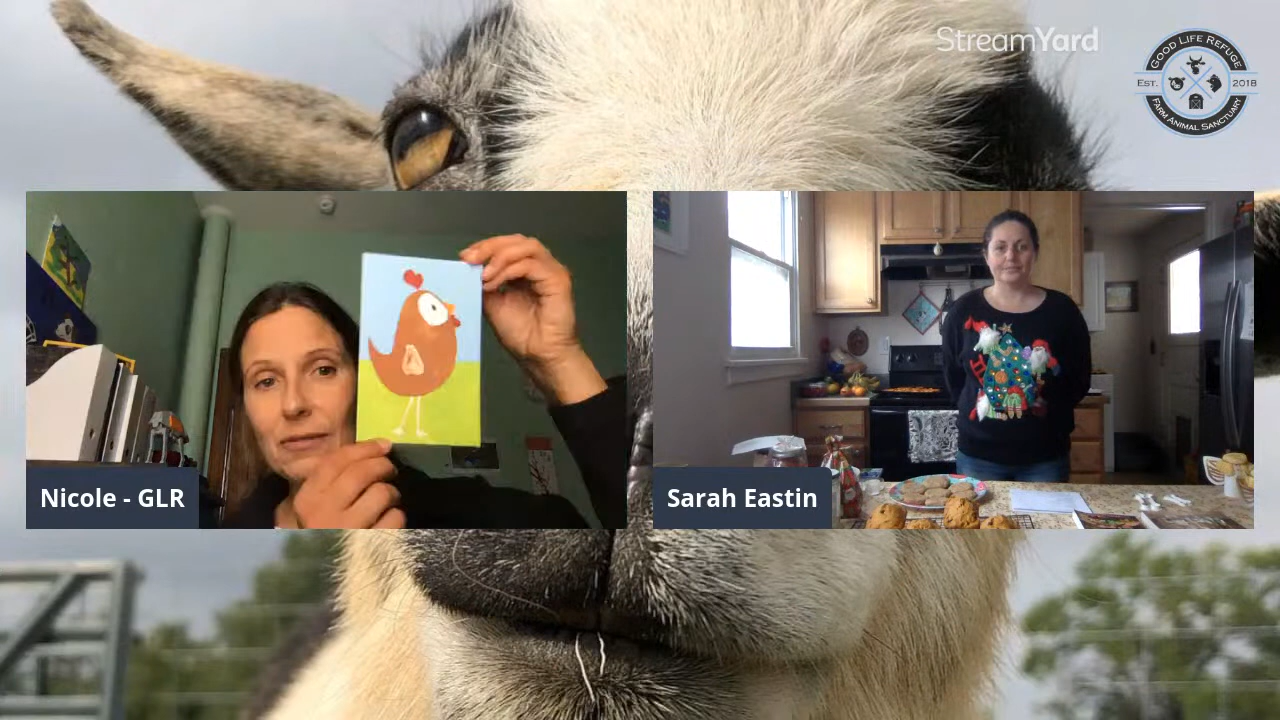 StreamYard
GOOD LIFE REFUGE
EST. 2018
FARM ANIMAL SANCTUARY
Nicole - GLR
Sarah Eastin